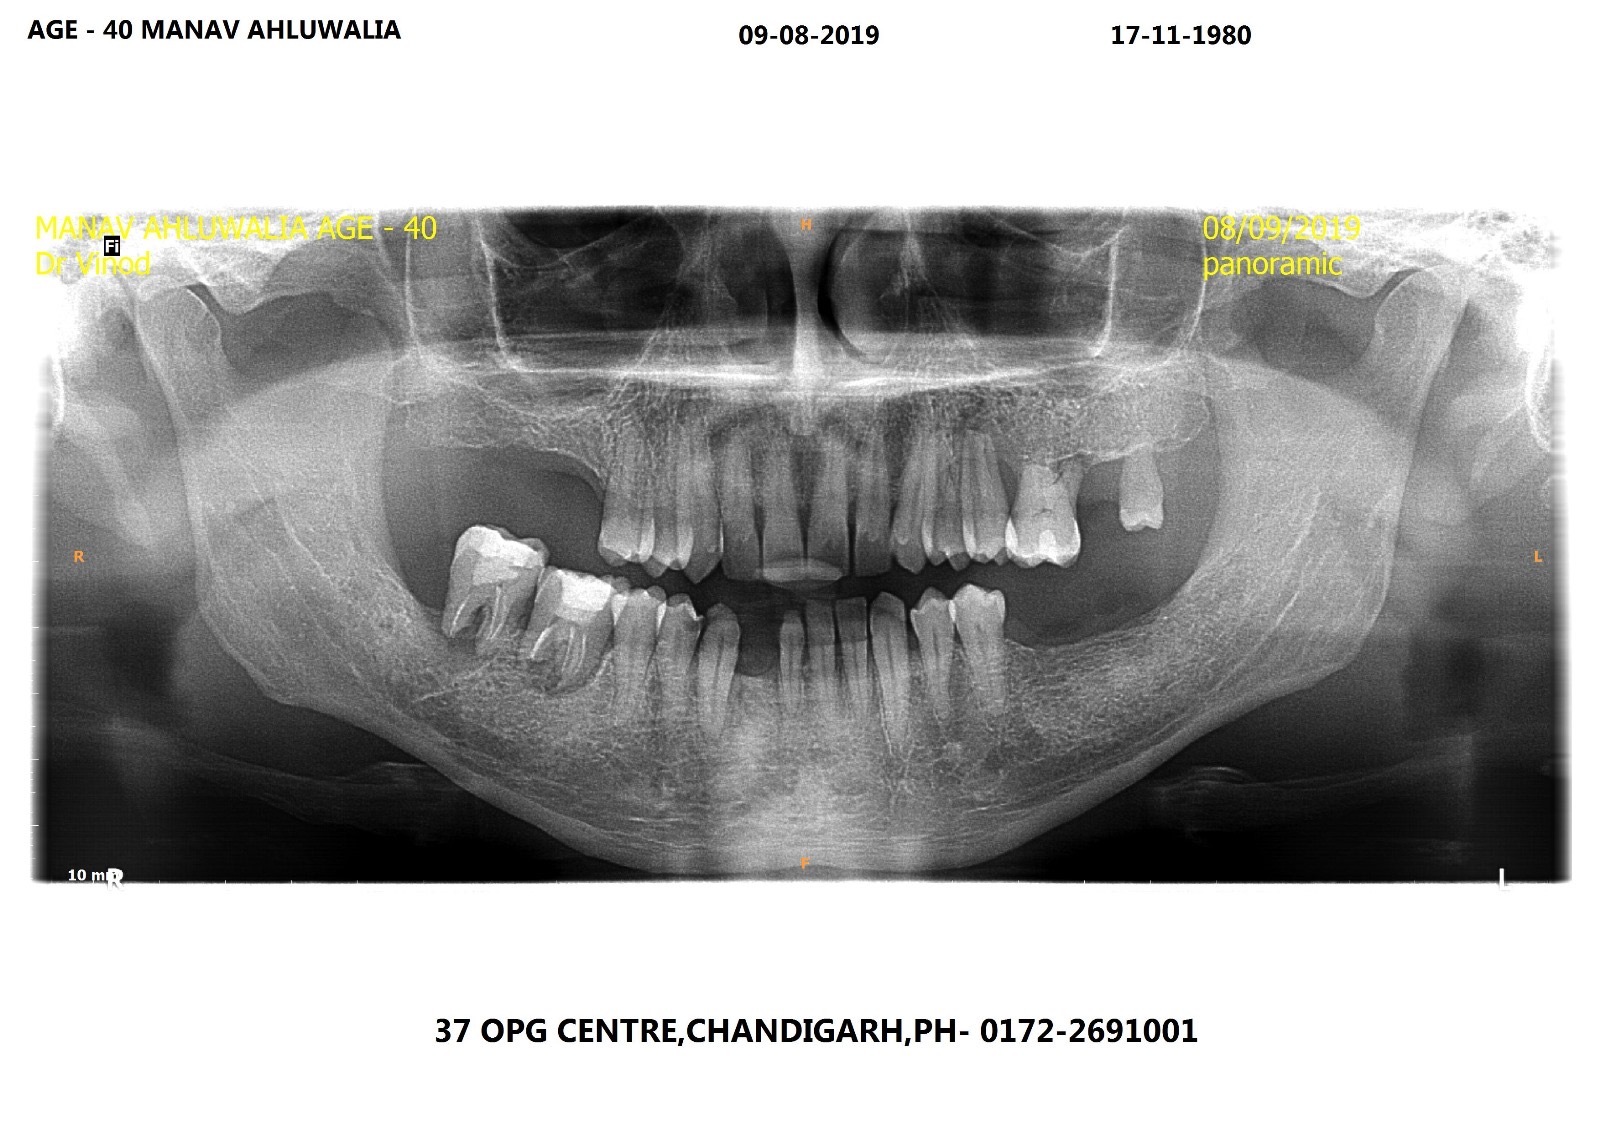 AGE - 40 MANAV AHLUWALIA 09-08-2019 17-11-1980
MANAV AHLUWALIA AGE - 40 08/09/2019
Fi
Dr Vinod panoramic
H
R L
F
10 mm
R L
37 OPG CENTRE,CHANDIGARH,PH- 0172-2691001